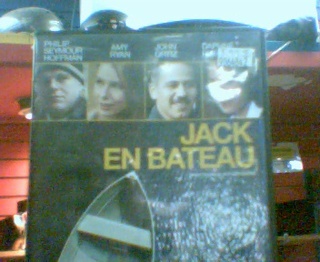 PHILIP
SEYMOUR
HOFFMAN
AMY
RYAN
JOHN
ORTIZ
JACK
EN BATEAU